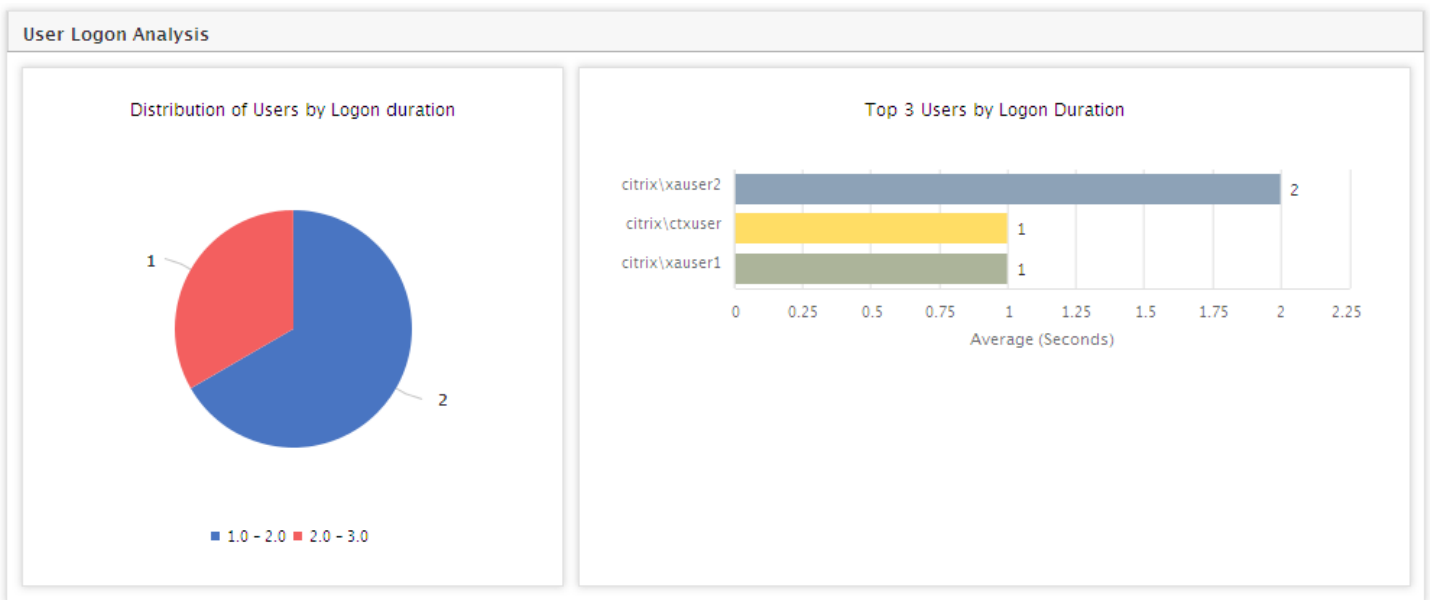 User Logon Analysis
Distribution of Users by Logon duration
1
2
1.0 – 2.0 2.0 – 3.0
Top 3 Users by Logon Duration
citrix\xauser2 2
citrix\ctxuser 1
citrix\xauser1 1
0 0.25 0.5 0.75 1 1.25 1.5 1.75 2 2.25
Average (Seconds)